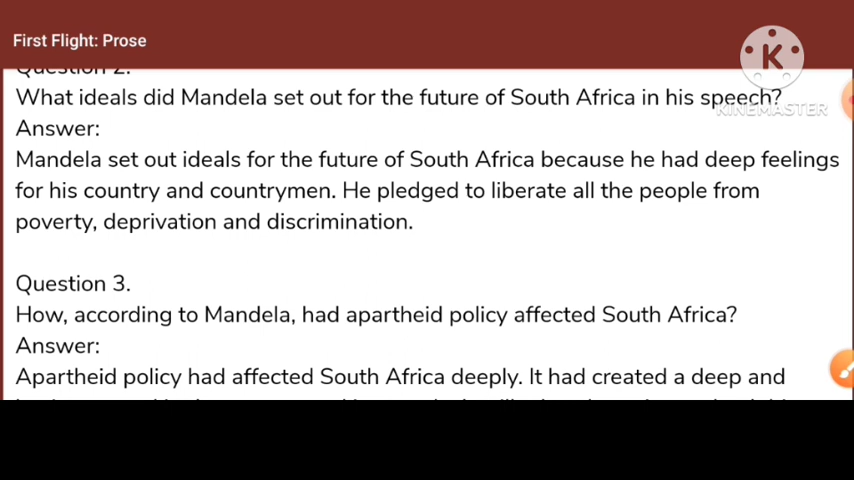 First Flight: Prose
Question 2.
What ideals did Mandela set out for the future of South Africa in his speech?
Answer:
Mandela set out ideals for the future of South Africa because he had deep feelings
for his country and countrymen. He pledged to liberate all the people from
poverty, deprivation and discrimination.
Question 3.
How, according to Mandela, had apartheid policy affected South Africa?
Answer:
Apartheid policy had affected South Africa deeply. It had created a deep and
K
KINEMASTER